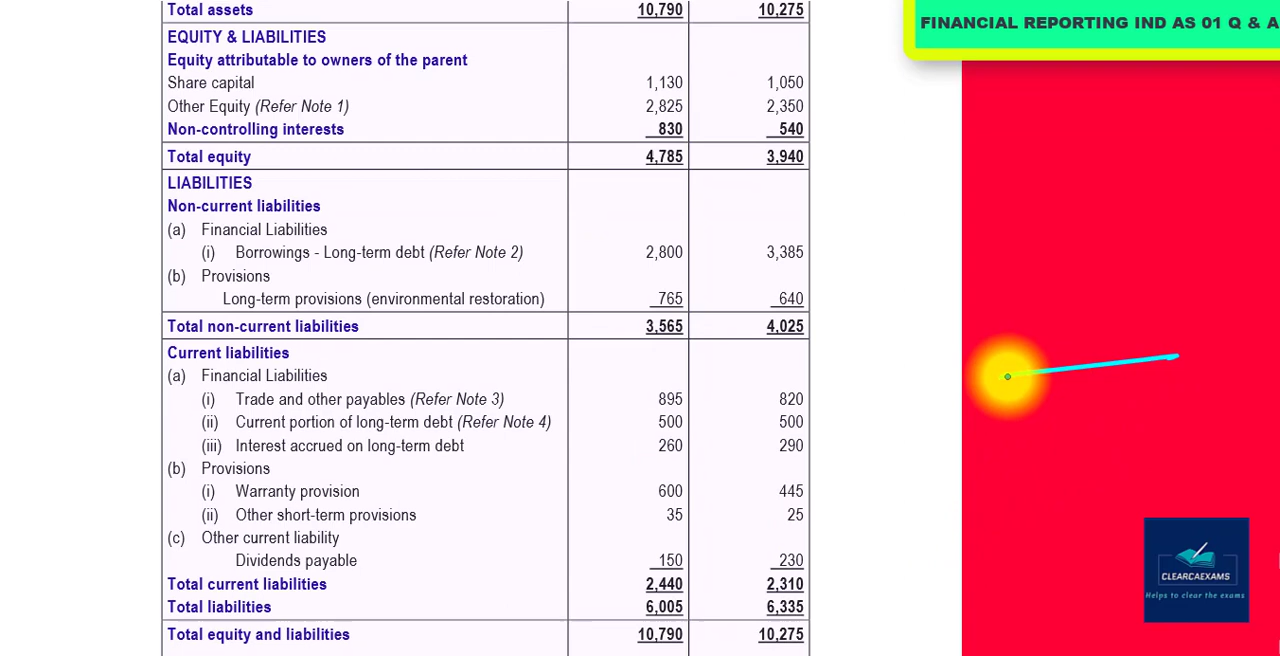 Total assets 10,790 10,275
EQUITY & LIABILITIES
Equity attributable to owners of the parent
Share capital 1,130 1,050
Other Equity (Refer Note 1) 2,825 2,350
Non-controlling interests 830 540
Total equity 4,785 3,940
LIABILITIES
Non-current liabilities
(a) Financial Liabilities
(i) Borrowings - Long-term debt (Refer Note 2) 2,800 3,385
(b) Provisions
Long-term provisions (environmental restoration) 765 640
Total non-current liabilities 3,565 4,025
Current liabilities
(a) Financial Liabilities
(i) Trade and other payables (Refer Note 3) 895 820
(ii) Current portion of long-term debt (Refer Note 4) 500 500
(iii) Interest accrued on long-term debt 260 290
(b) Provisions
(i) Warranty provision 600 445
(ii) Other short-term provisions 35 25
(c) Other current liability
Dividends payable 150 230
Total current liabilities 2,440 2,310
Total liabilities 6,005 6,335
Total equity and liabilities 10,790 10,275
FINANCIAL REPORTING IND AS 01 Q & A
CLEARCAEXAMS
Helps to clear the exams